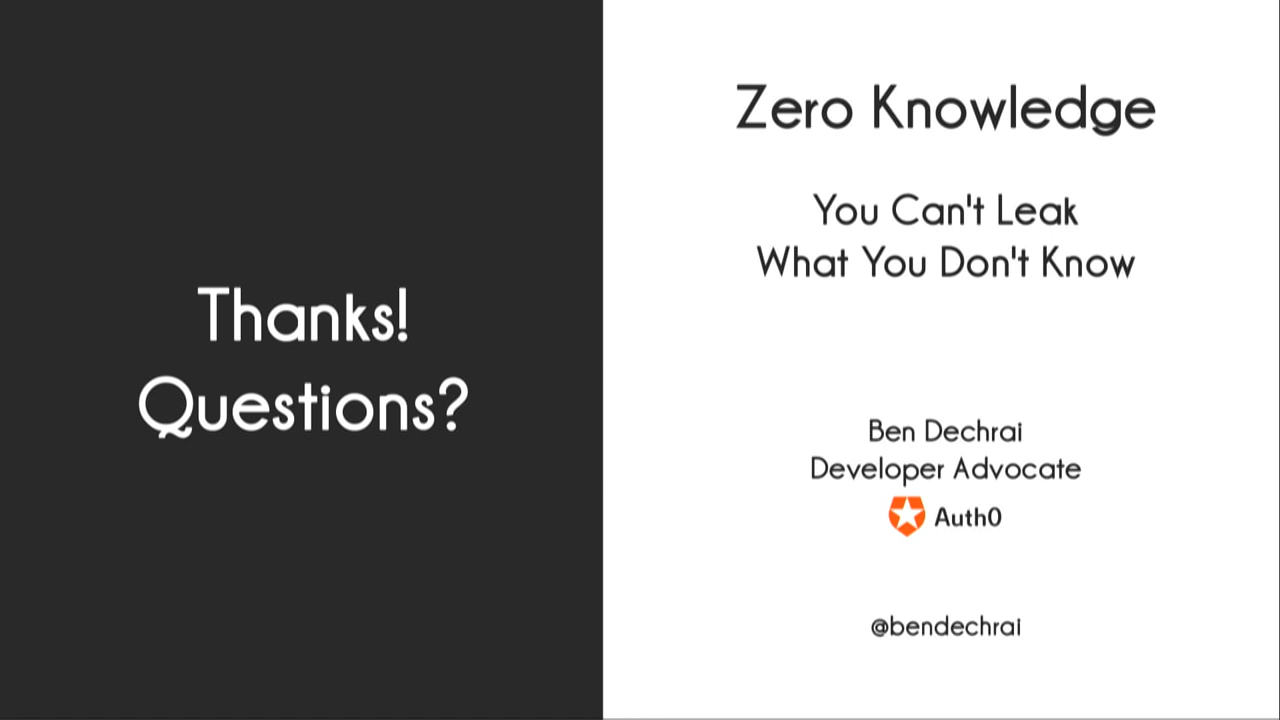 Thanks!
Questions?
Zero Knowledge
You Can't Leak
What You Don't Know
Ben Dechrai
Developer Advocate
Auth0
@bendechrai